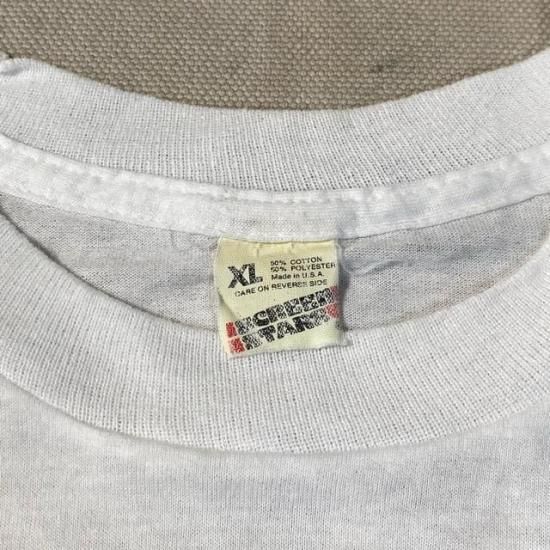 XL
50% COTTON
50% POLYESTER
Made in U.S.A.
CARE ON REVERSE SIDE
SCREEN
STARS